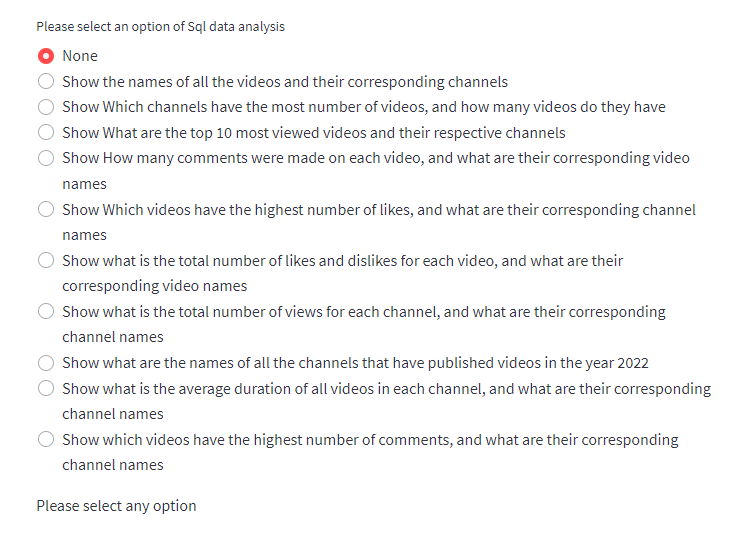 Please select an option of Sql data analysis
None
Show the names of all the videos and their corresponding channels
Show Which channels have the most number of videos, and how many videos do they have
Show What are the top 10 most viewed videos and their respective channels
Show How many comments were made on each video, and what are their corresponding video
names
Show Which videos have the highest number of likes, and what are their corresponding channel
names
Show what is the total number of likes and dislikes for each video, and what are their
corresponding video names
Show what is the total number of views for each channel, and what are their corresponding
channel names
Show what are the names of all the channels that have published videos in the year 2022
Show what is the average duration of all videos in each channel, and what are their corresponding
channel names
Show which videos have the highest number of comments, and what are their corresponding
channel names
Please select any option